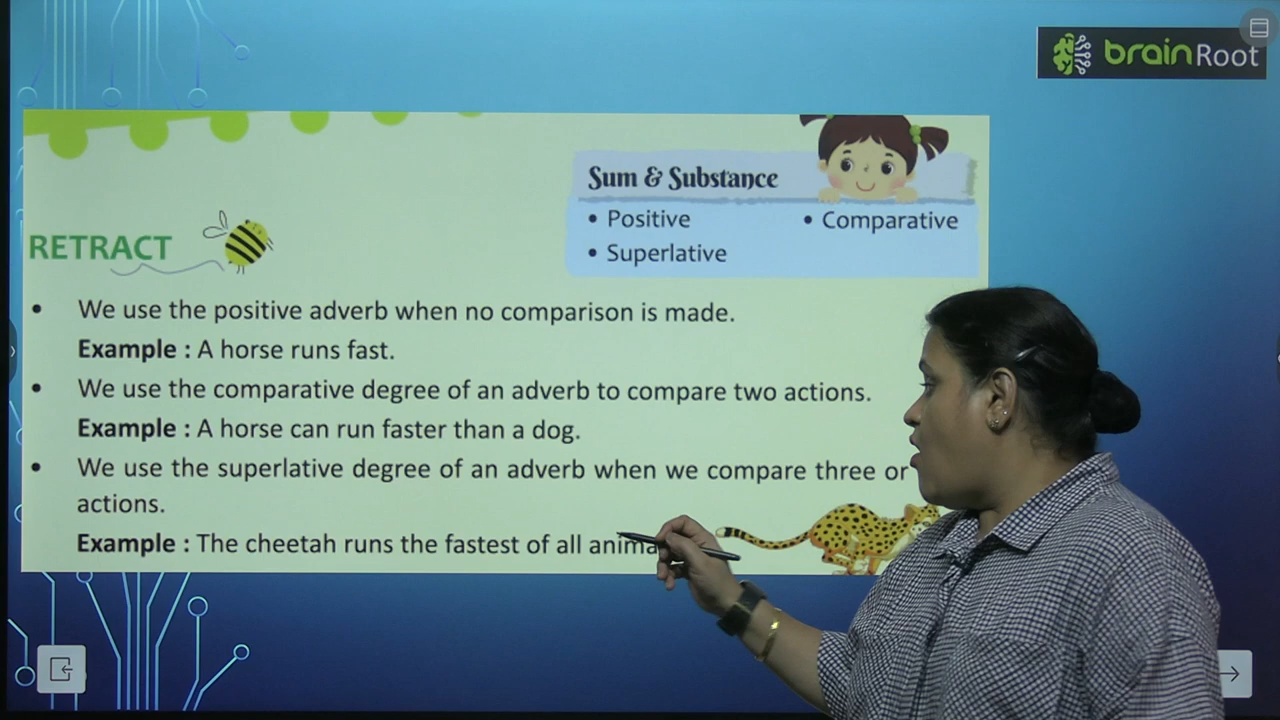 brainRoot
Sum & Substance
• Positive • Comparative
• Superlative
RETRACT
• We use the positive adverb when no comparison is made.
Example : A horse runs fast.
• We use the comparative degree of an adverb to compare two actions.
Example : A horse can run faster than a dog.
• We use the superlative degree of an adverb when we compare three or
actions.
Example : The cheetah runs the fastest of all